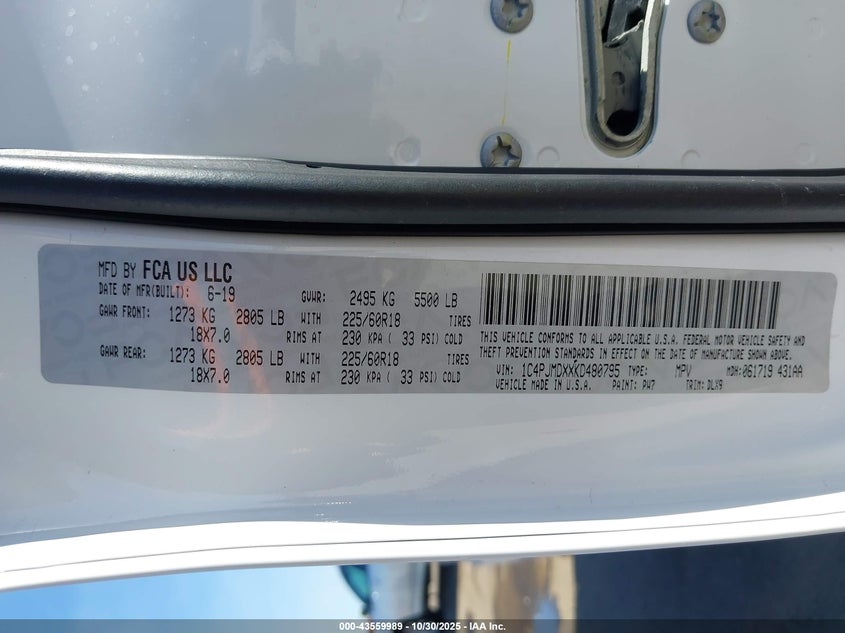 MFD BY FCA US LLC
DATE OF MFR(BUILT): 6-19 GVWR: 2495 KG 5500 LB
GAWR FRONT: 1273 KG 2805 LB WITH 225/60R18 TIRES
18X7.0 RIMS AT 230 KPA ( 33 PSI) COLD
GAWR REAR: 1273 KG 2805 LB WITH 225/60R18 TIRES
18X7.0 RIMS AT 230 KPA ( 33 PSI) COLD
THIS VEHICLE CONFORMS TO ALL APPLICABLE U.S.A. FEDERAL MOTOR VEHICLE SAFETY AND
THEFT PREVENTION STANDARDS IN EFFECT ON THE DATE OF MANUFACTURE SHOWN ABOVE.
VIN: 1C4PJMDXXKD480795 TYPE: MPV MDH: 061719 431AA
VEHICLE MADE IN U.S.A. PAINT: PW7 TRIM: DLX9
000-43559989 - 10/30/2025 - IAA Inc.